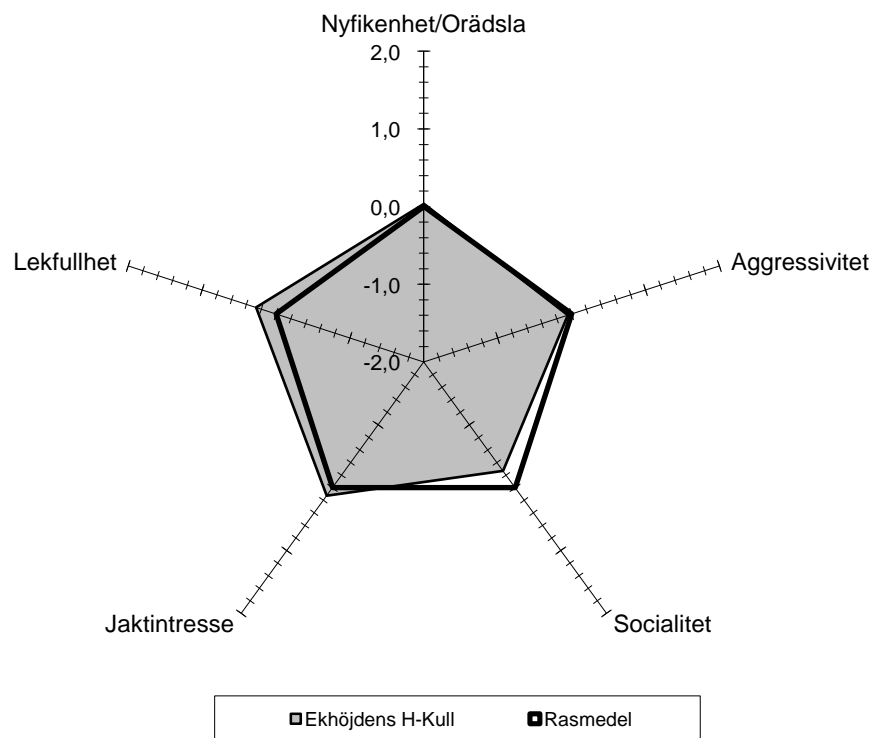 Nyfikenhet/Orädsla
2,0
1,0
0,0
-1,0
-2,0
Lekfullhet
Aggressivitet
Jaktintresse
Socialitet
Ekhöjdens H-Kull
Rasmedel